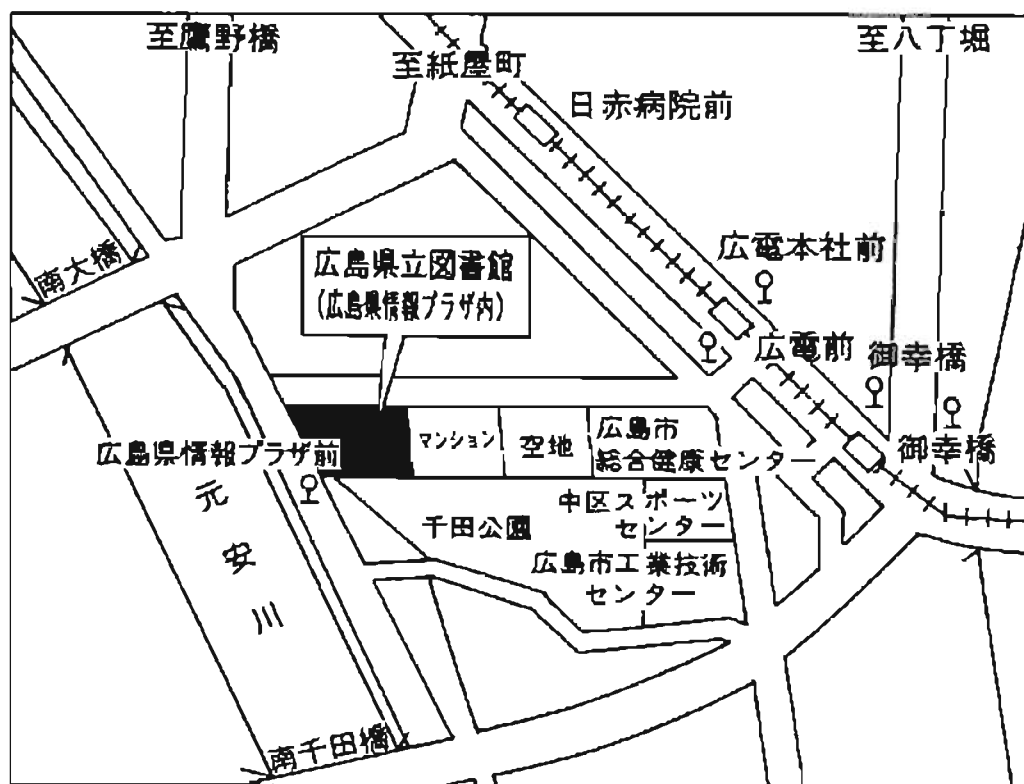 至鷹野橋
至紙屋町
至八丁堀
日赤病院前
広電本社前
南大橋
広島県立図書館
(広島県情報プラザ内)
広電前
御幸橋
広島県情報プラザ前
マンション
空地
広島市
総合健康センター
御幸橋
元安川
千田公園
中区スポーツ
センター
広島市工業技術
センター
南千田橋